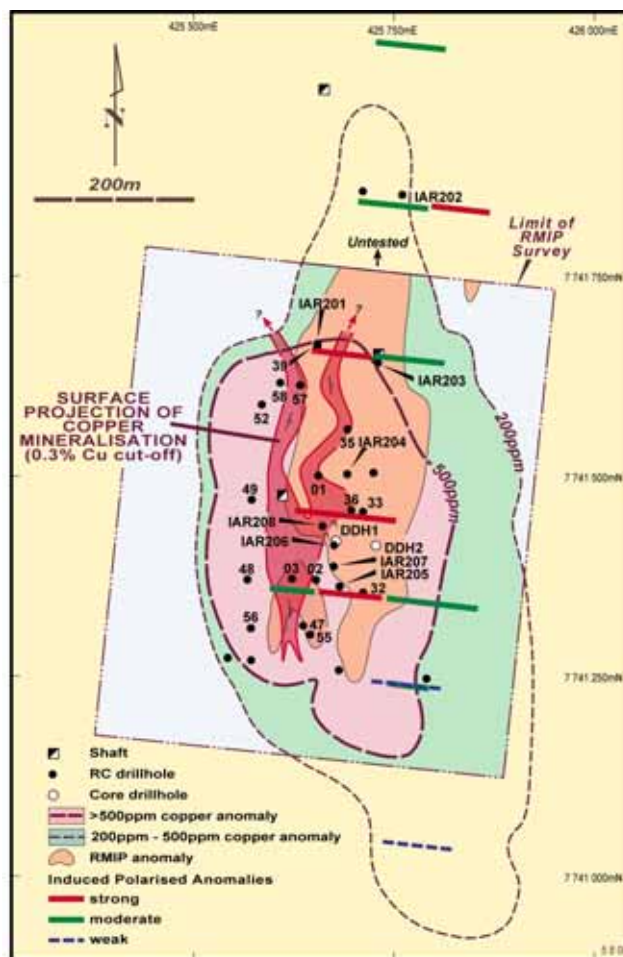 425 500mE
425 750mE
426 000mE
N
200m
IAR202
Limit of
RMIP
Survey
Untested
7 741 750mN
?
?
IAR201
39
IAR203
SURFACE
PROJECTION OF
COPPER
MINERALISATION
(0.3% Cu cut-off)
58
57
52
200ppm
500ppm
35
IAR204
7 741 500mN
01
49
36
33
IAR208
DDH1
IAR206
DDH2
IAR207
48
03
02
IAR205
32
56
47
55
7 741 250mN
Shaft
RC drillhole
Core drillhole
>500ppm copper anomaly
200ppm - 500ppm copper anomaly
RMIP anomaly
Induced Polarised Anomalies
strong
moderate
weak
7 741 000mN